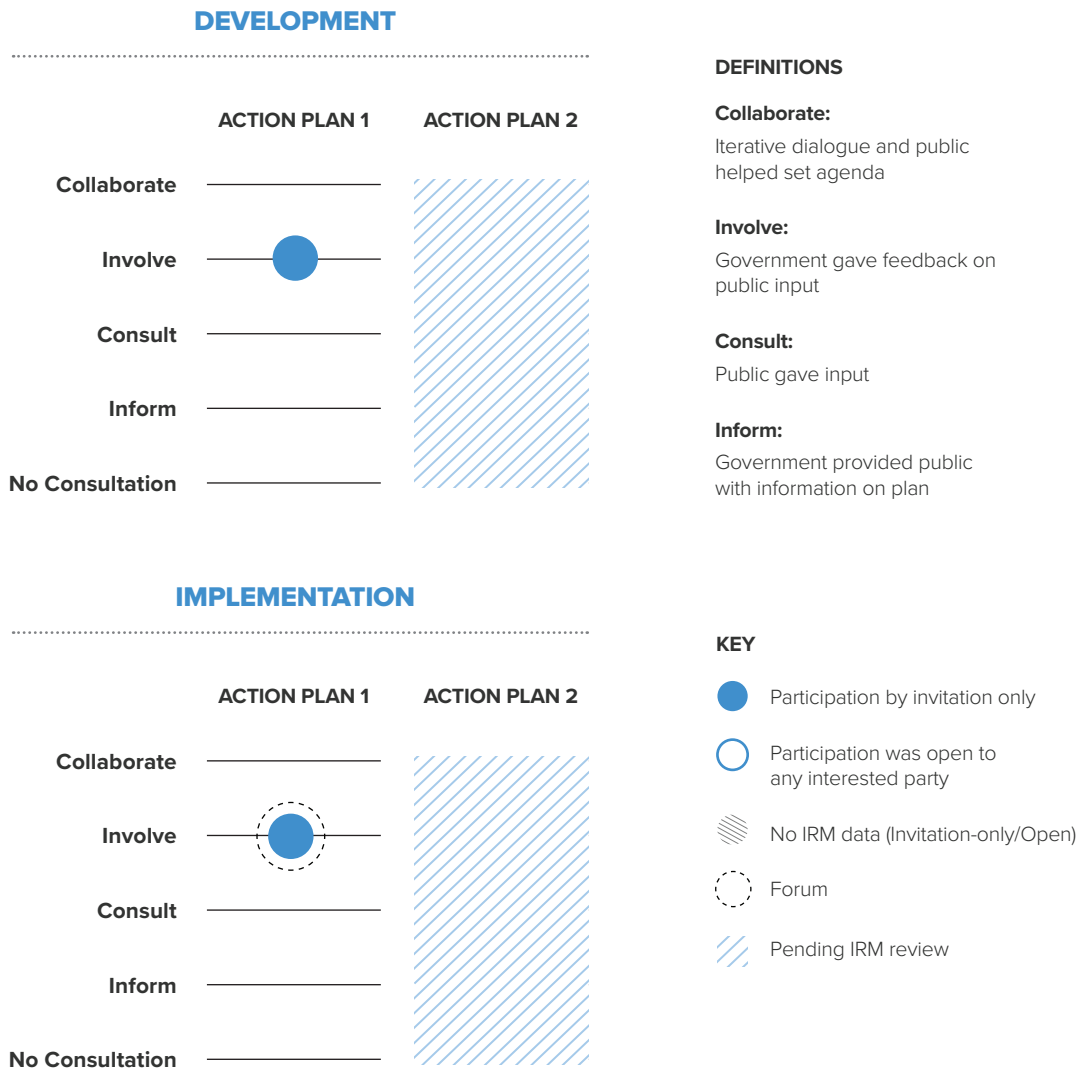 DEVELOPMENT
ACTION PLAN 1
ACTION PLAN 2
Collaborate
Involve
Consult
Inform
No Consultation
DEFINITIONS
Collaborate:
Iterative dialogue and public
helped set agenda
Involve:
Government gave feedback on
public input
Consult:
Public gave input
Inform:
Government provided public
with information on plan
IMPLEMENTATION
ACTION PLAN 1
ACTION PLAN 2
Collaborate
Involve
Consult
Inform
No Consultation
KEY
Participation by invitation only
Participation was open to
any interested party
No IRM data (Invitation-only/Open)
Forum
Pending IRM review